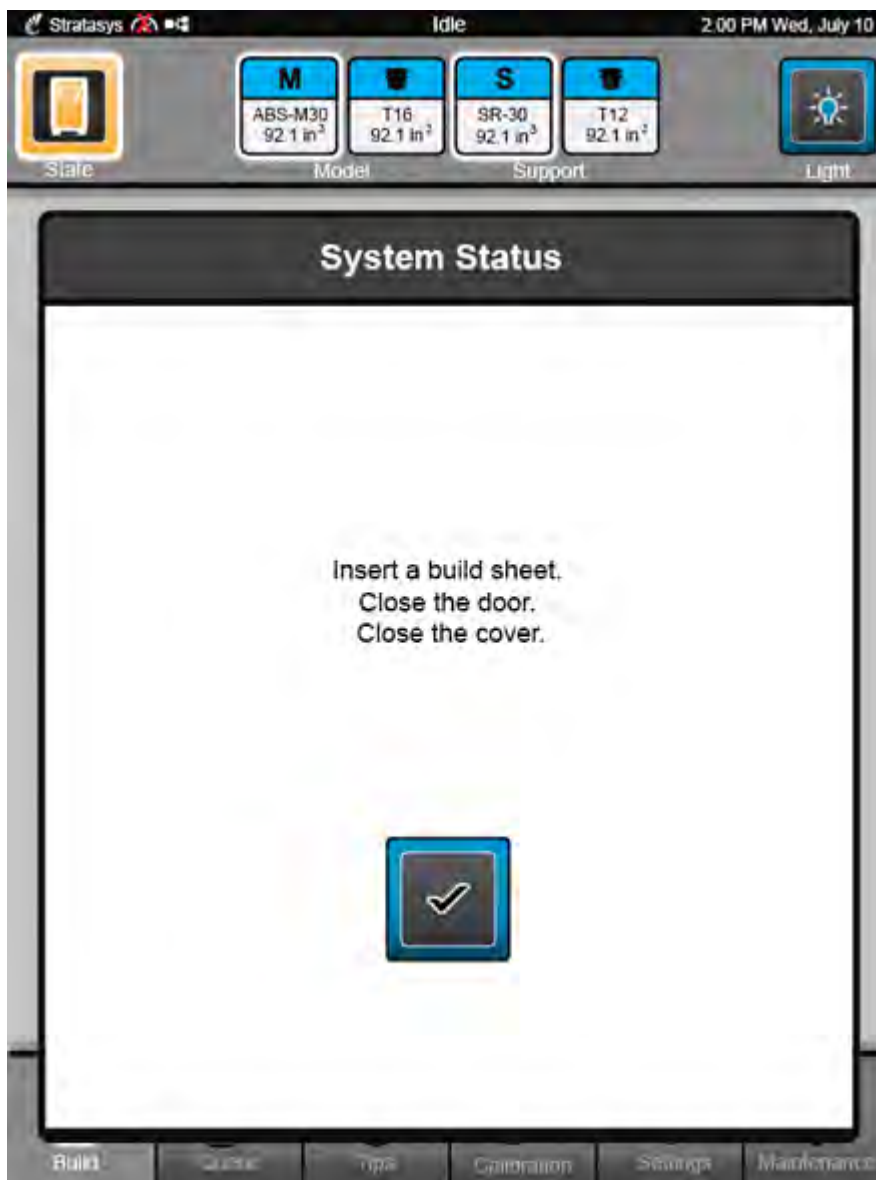 Stratasys
Idle
2:00 PM Wed, July 10
M
ABS-M30
92.1 in³
T16
92.1 in³
S
SR-30
92.1 in³
T12
92.1 in³
State
Model
Support
Light
System Status
Insert a build sheet.
Close the door.
Close the cover.
Build
Queue
Tips
Calibration
Settings
Maintenance